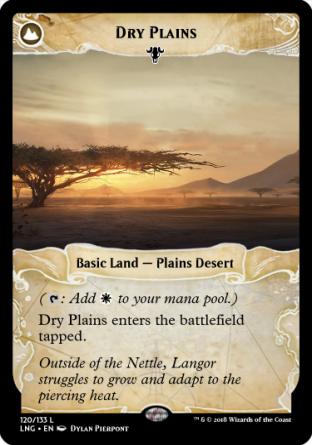 DRY PLAINS
Basic Land — Plains Desert
( : Add to your mana pool.)
Dry Plains enters the battlefield
tapped.
Outside of the Nettle, Langor
struggles to grow and adapt to the
piercing heat.
120/133 L
LNG • EN DYLAN PIERPONT
™ & © 2018 Wizards of the Coast